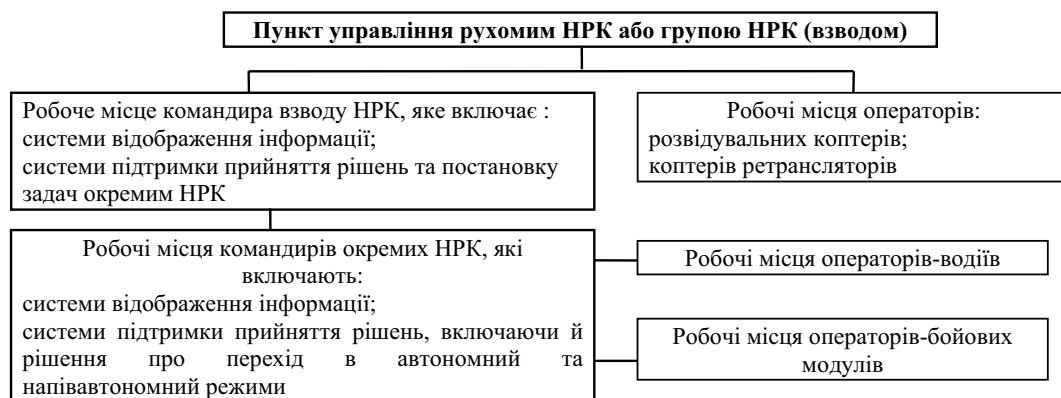 Пункт управління рухомим НРК або групою НРК (взводом)
Робоче місце командира взводу НРК, яке включає :
системи відображення інформації;
системи підтримки прийняття рішень та постановку
задач окремим НРК
Робочі місця операторів:
розвідувальних коптерів;
коптерів ретрансляторів
Робочі місця командирів окремих НРК, які
включають:
системи відображення інформації;
системи підтримки прийняття рішень, включаючи й
рішення про перехід в автономний та
напівавтономний режими
Робочі місця операторів-водіїв
Робочі місця операторів-бойових
модулів